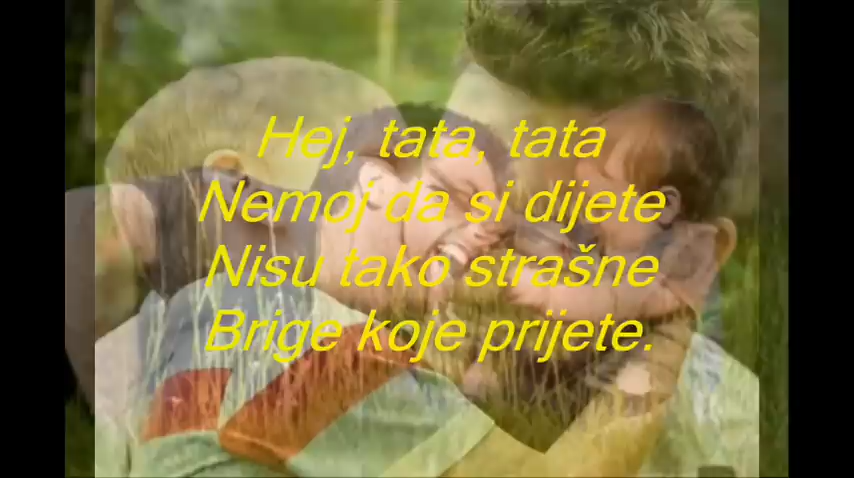 Hej, tata, tata
Nemoj da si dijete
Nisu tako strašne
Brige koje prijete.